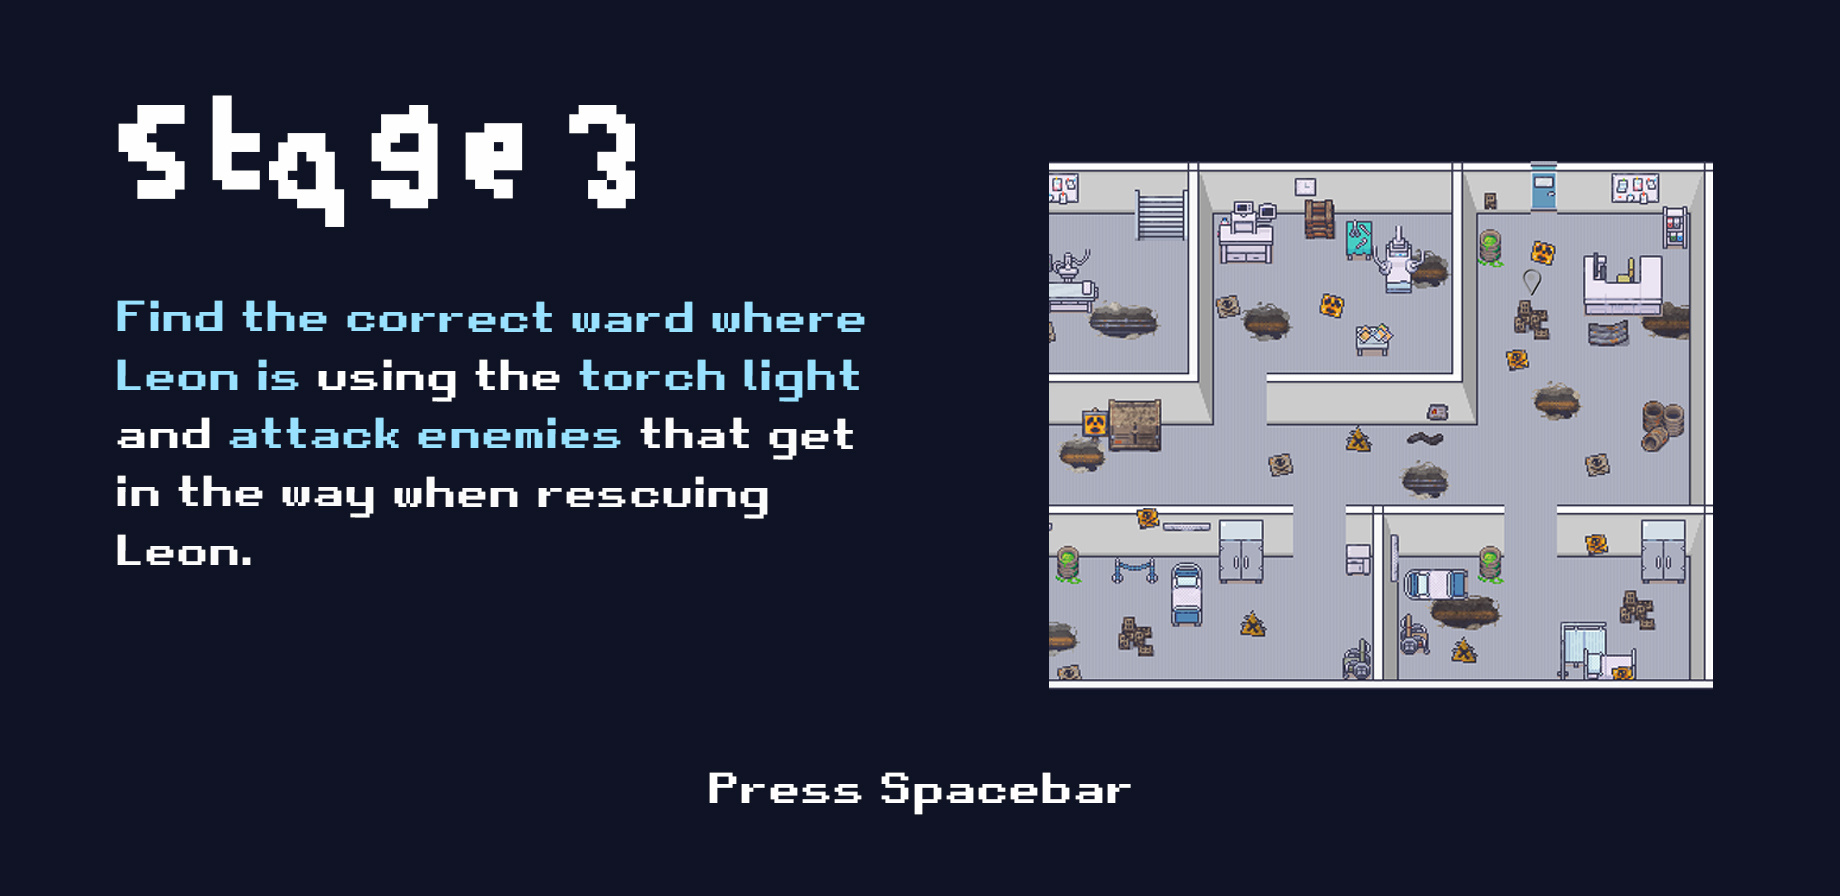 Stage 3
Find the correct ward where
Leon is using the torch light
and attack enemies that get
in the way when rescuing
Leon.
Press Spacebar